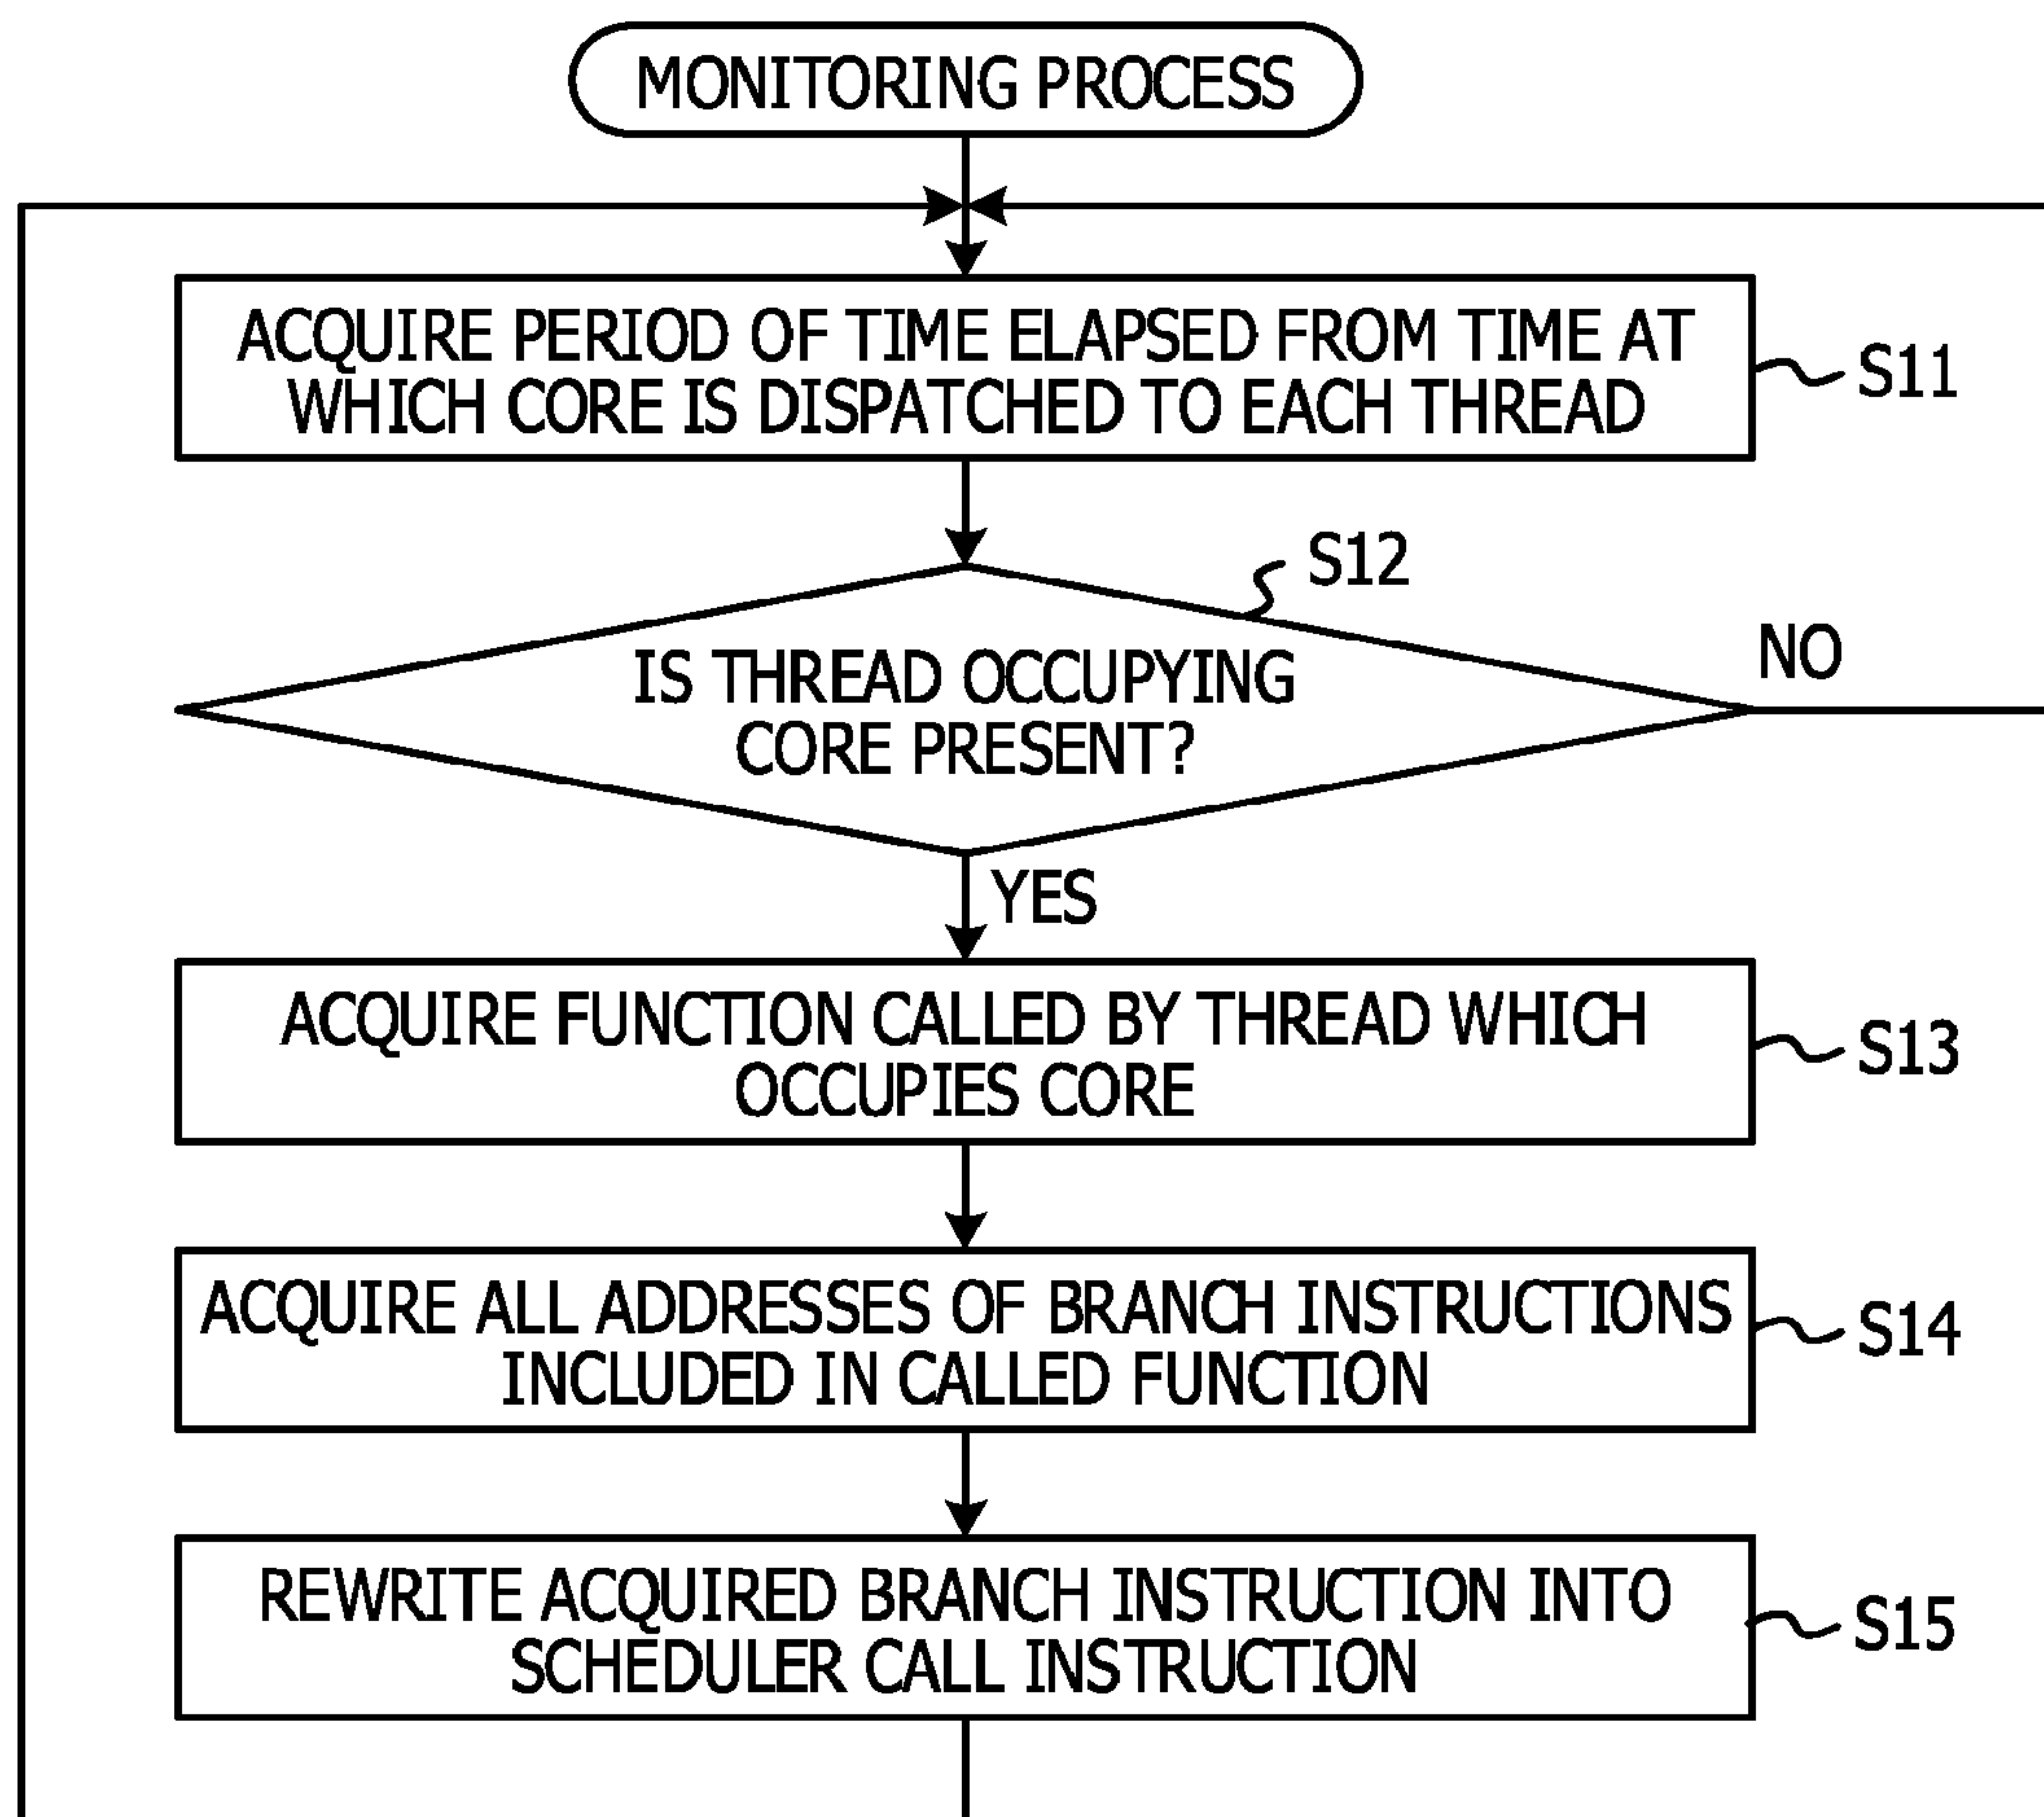 MONITORING PROCESS
ACQUIRE PERIOD OF TIME ELAPSED FROM TIME AT
WHICH CORE IS DISPATCHED TO EACH THREAD
S11
S12
IS THREAD OCCUPYING
CORE PRESENT?
NO
YES
ACQUIRE FUNCTION CALLED BY THREAD WHICH
OCCUPIES CORE
S13
ACQUIRE ALL ADDRESSES OF BRANCH INSTRUCTIONS
INCLUDED IN CALLED FUNCTION
S14
REWRITE ACQUIRED BRANCH INSTRUCTION INTO
SCHEDULER CALL INSTRUCTION
S15